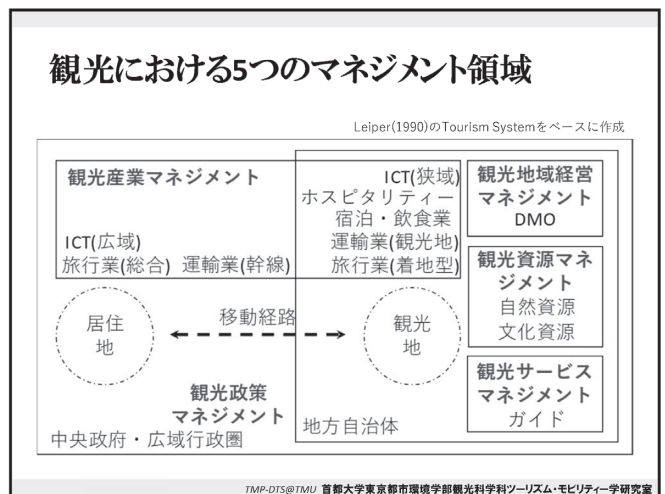 観光における5つのマネジメント領域
Leiper(1990)のTourism Systemをベースに作成
観光産業マネジメント
ICT(広域)
旅行業(総合) 運輸業(幹線)
ICT(狭域)
ホスピタリティー
宿泊・飲食業
運輸業(観光地)
旅行業(着地型)
観光地域経営
マネジメント
DMO
観光資源マネ
ジメント
自然資源
文化資源
観光サービス
マネジメント
ガイド
居住
地
移動経路
観光
地
観光政策
マネジメント
中央政府・広域行政圏
地方自治体
TMP-DTS@TMU 首都大学東京都市環境学部観光科学科ツーリズム・モビリティー学研究室